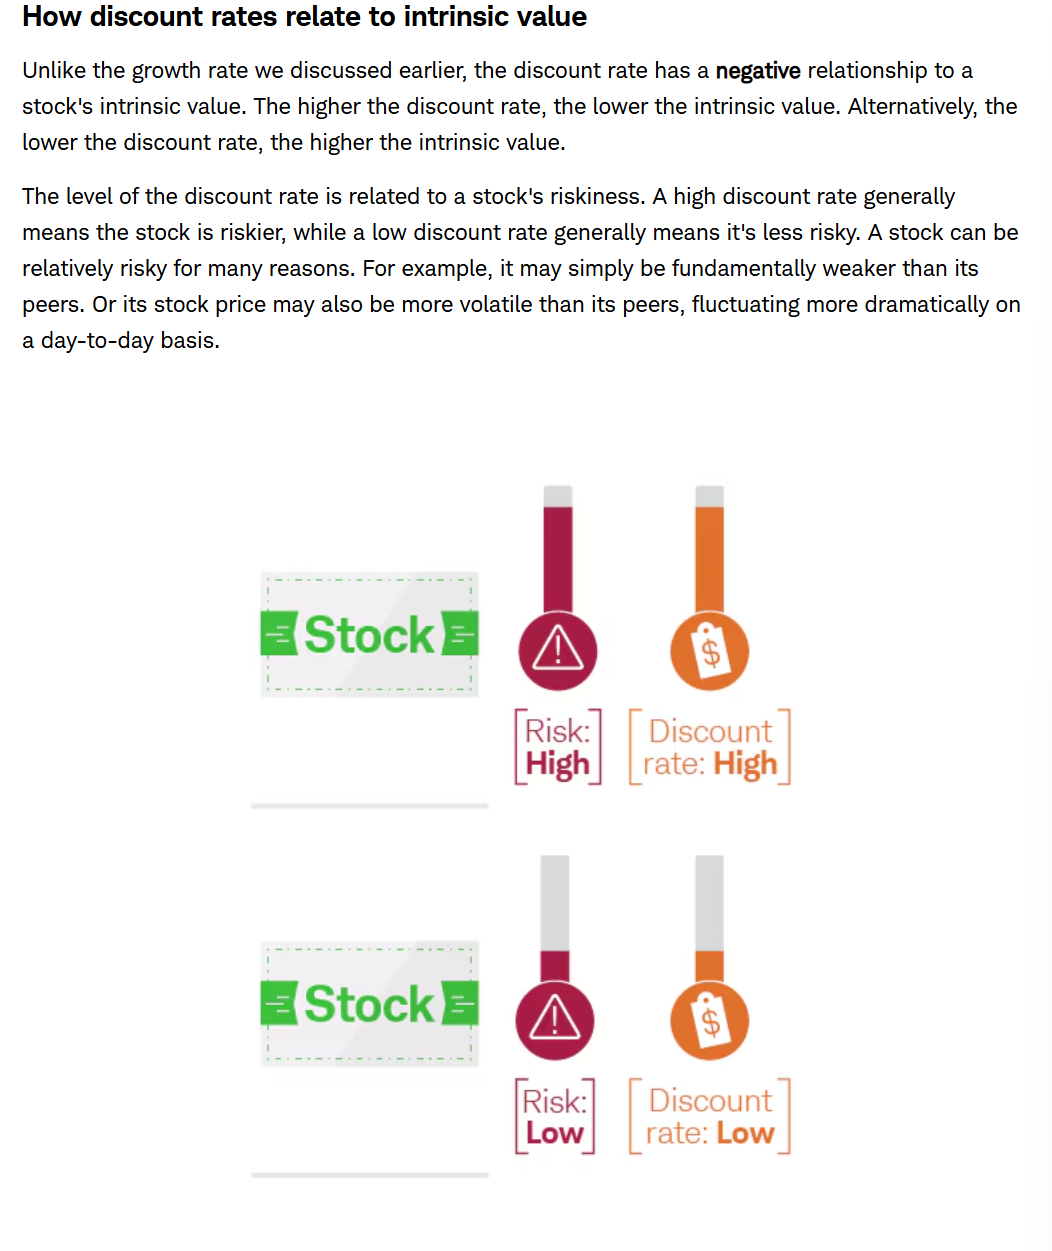 How discount rates relate to intrinsic value
Unlike the growth rate we discussed earlier, the discount rate has a negative relationship to a
stock's intrinsic value. The higher the discount rate, the lower the intrinsic value. Alternatively, the
lower the discount rate, the higher the intrinsic value.
The level of the discount rate is related to a stock's riskiness. A high discount rate generally
means the stock is riskier, while a low discount rate generally means it's less risky. A stock can be
relatively risky for many reasons. For example, it may simply be fundamentally weaker than its
peers. Or its stock price may also be more volatile than its peers, fluctuating more dramatically on
a day-to-day basis.
Stock
$
Risk:
High
Discount
rate: High
Stock
$
Risk:
Low
Discount
rate: Low